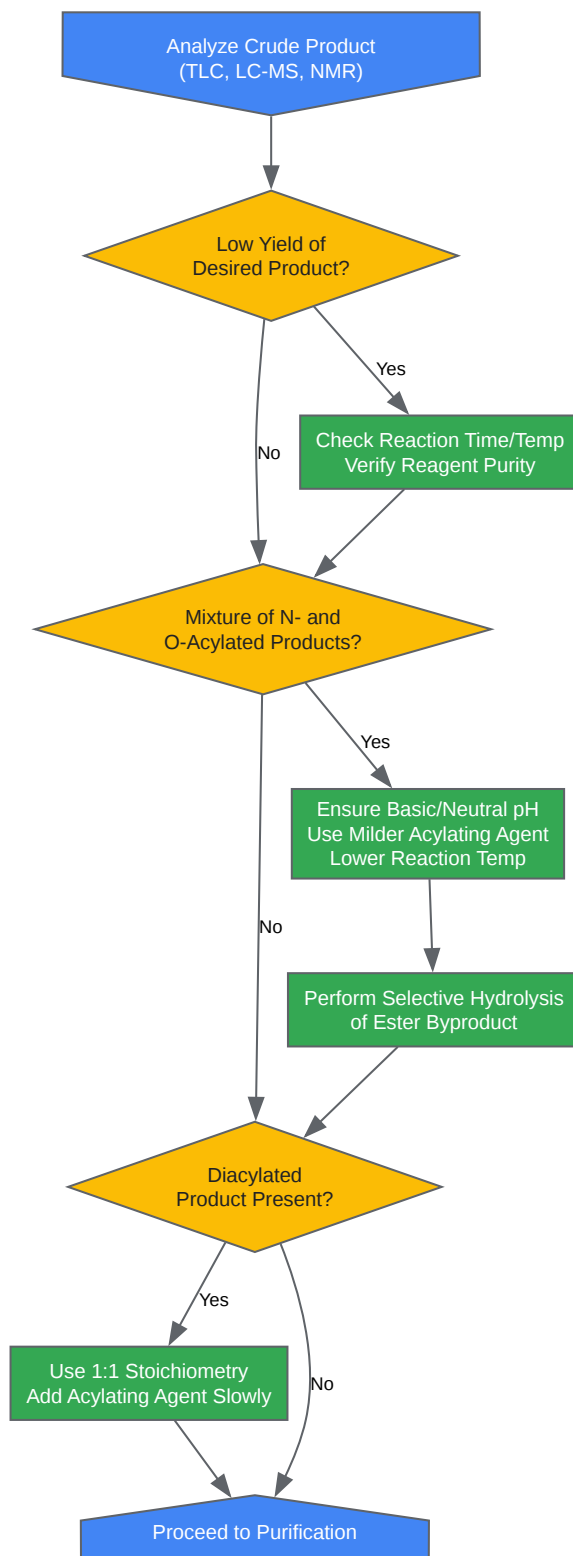 Analyze Crude Product
(TLC, LC-MS, NMR)
Low Yield of
Desired Product?
Yes
No
Check Reaction Time/Temp
Verify Reagent Purity
Mixture of N- and
O-Acylated Products?
Yes
No
Ensure Basic/Neutral pH
Use Milder Acylating Agent
Lower Reaction Temp
Perform Selective Hydrolysis
of Ester Byproduct
Diacylated
Product Present?
Yes
No
Use 1:1 Stoichiometry
Add Acylating Agent Slowly
Proceed to Purification